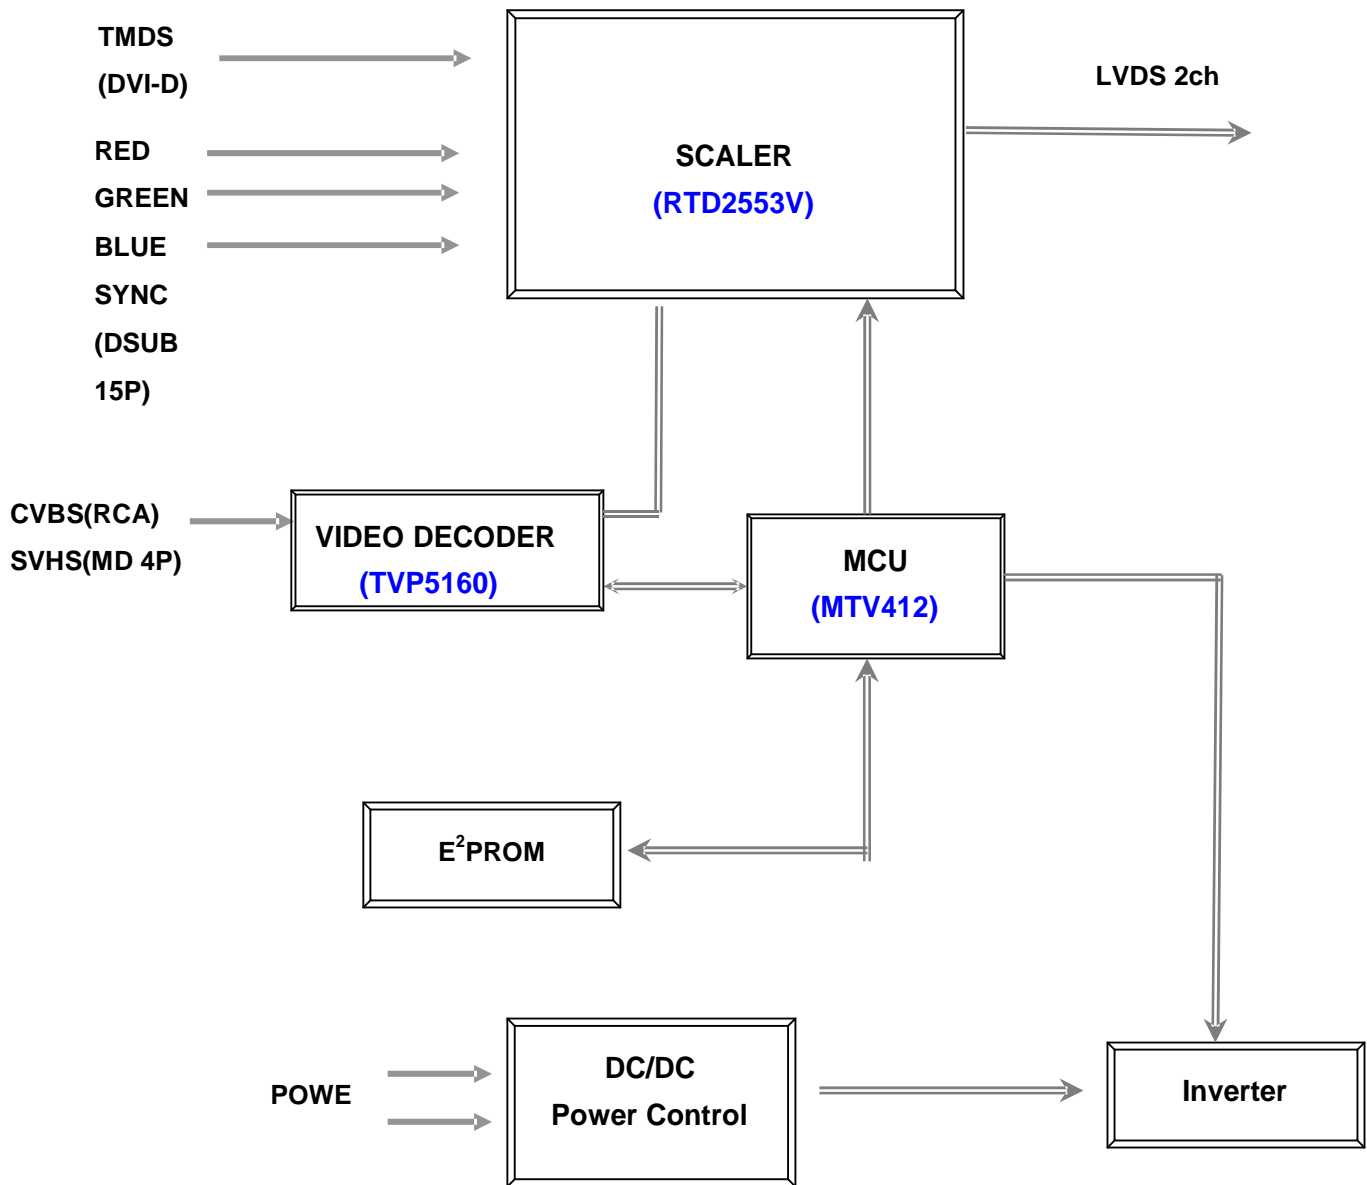 TMDS
(DVI-D)
LVDS 2ch
RED
GREEN
BLUE
SYNC
(DSUB
15P)
SCALER
(RTD2553V)
CVBS(RCA)
SVHS(MD 4P)
VIDEO DECODER
(TVP5160)
MCU
(MTV412)
E²PROM
POWE
DC/DC
Power Control
Inverter